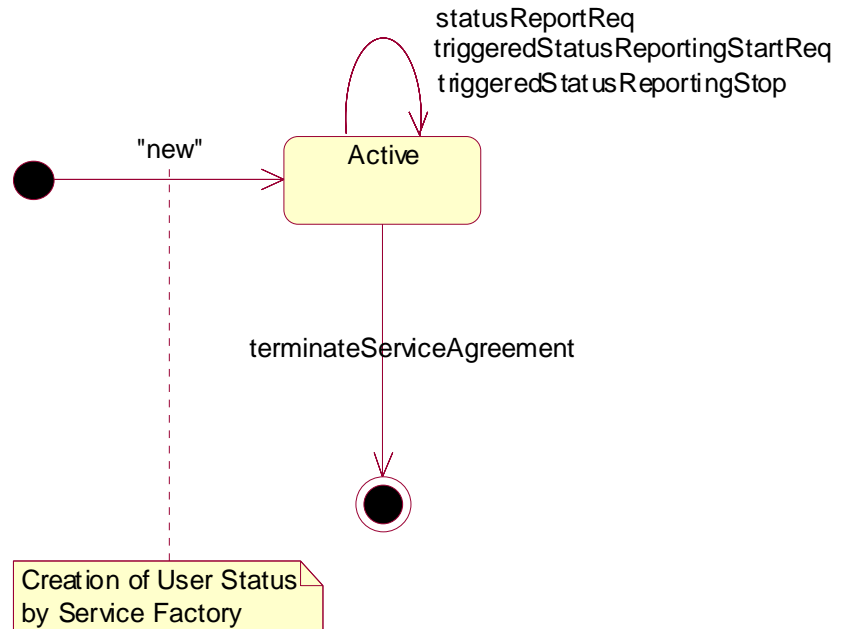 statusReportReq
triggeredStatusReportingStartReq
triggeredStatusReportingStop
"new"
Active
terminateServiceAgreement
Creation of User Status
by Service Factory